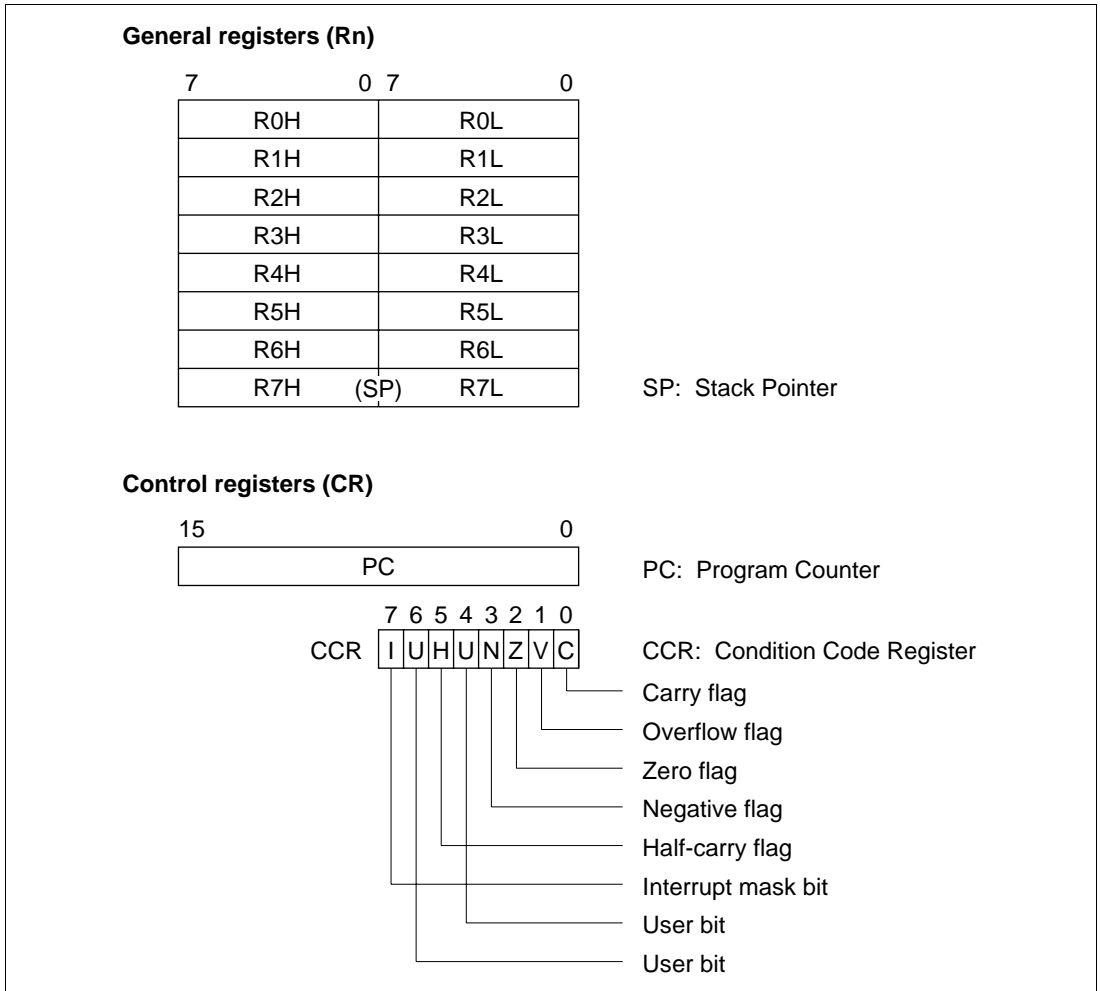 General registers (Rn)
7 0 7 0
R0H R0L
R1H R1L
R2H R2L
R3H R3L
R4H R4L
R5H R5L
R6H R6L
R7H (SP) R7L SP: Stack Pointer
Control registers (CR)
15 0
PC PC: Program Counter
7 6 5 4 3 2 1 0
CCR I U H U N Z V C CCR: Condition Code Register
Carry flag
Overflow flag
Zero flag
Negative flag
Half-carry flag
Interrupt mask bit
User bit
User bit